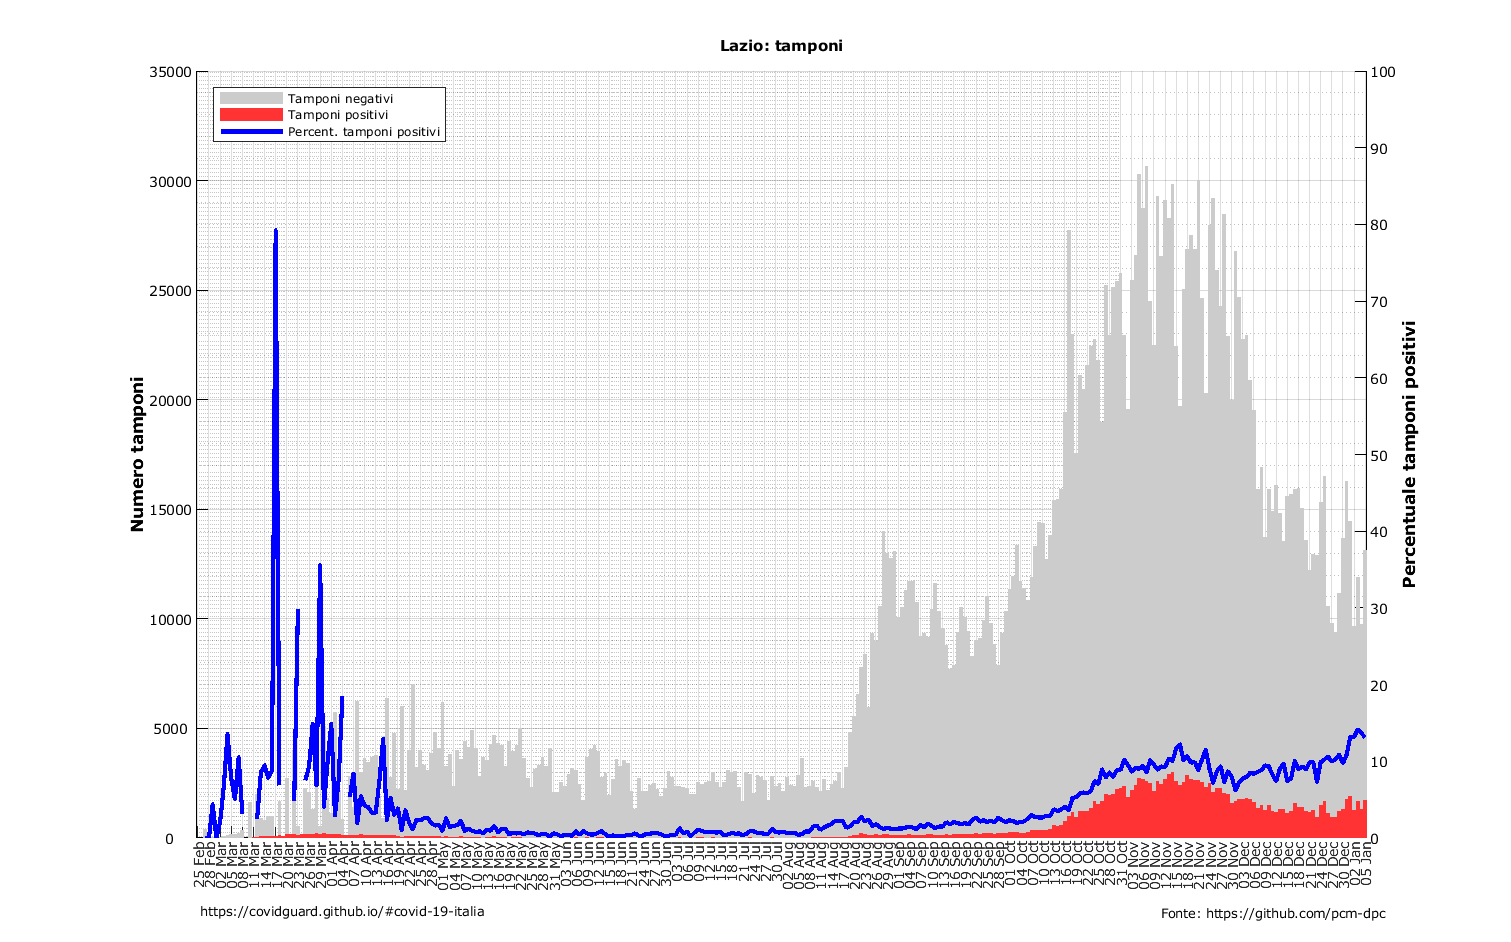 Lazio: tamponi
Tamponi negativi
Tamponi positivi
Percent. tamponi positivi
Numero tamponi
35000
30000
25000
20000
15000
10000
5000
0
100
90
80
70
60
50
40
30
20
10
0
Percentuale tamponi positivi
25 Feb
28 Feb
02 Mar
05 Mar
08 Mar
11 Mar
14 Mar
17 Mar
20 Mar
23 Mar
26 Mar
29 Mar
01 Apr
04 Apr
07 Apr
10 Apr
13 Apr
16 Apr
19 Apr
22 Apr
25 Apr
28 Apr
01 May
04 May
07 May
10 May
13 May
16 May
19 May
22 May
25 May
28 May
31 May
03 Jun
06 Jun
09 Jun
12 Jun
15 Jun
18 Jun
21 Jun
24 Jun
27 Jun
30 Jun
03 Jul
06 Jul
09 Jul
12 Jul
15 Jul
18 Jul
21 Jul
24 Jul
27 Jul
30 Jul
02 Aug
05 Aug
08 Aug
11 Aug
14 Aug
17 Aug
20 Aug
23 Aug
26 Aug
29 Aug
01 Sep
04 Sep
07 Sep
10 Sep
13 Sep
16 Sep
19 Sep
22 Sep
25 Sep
28 Sep
01 Oct
04 Oct
07 Oct
10 Oct
13 Oct
16 Oct
19 Oct
22 Oct
25 Oct
28 Oct
31 Oct
03 Nov
06 Nov
09 Nov
12 Nov
15 Nov
18 Nov
21 Nov
24 Nov
27 Nov
30 Nov
03 Dec
06 Dec
09 Dec
12 Dec
15 Dec
18 Dec
21 Dec
24 Dec
27 Dec
30 Dec
02 Jan
05 Jan
https://covidguard.github.io/#covid-19-italia
Fonte: https://github.com/pcm-dpc